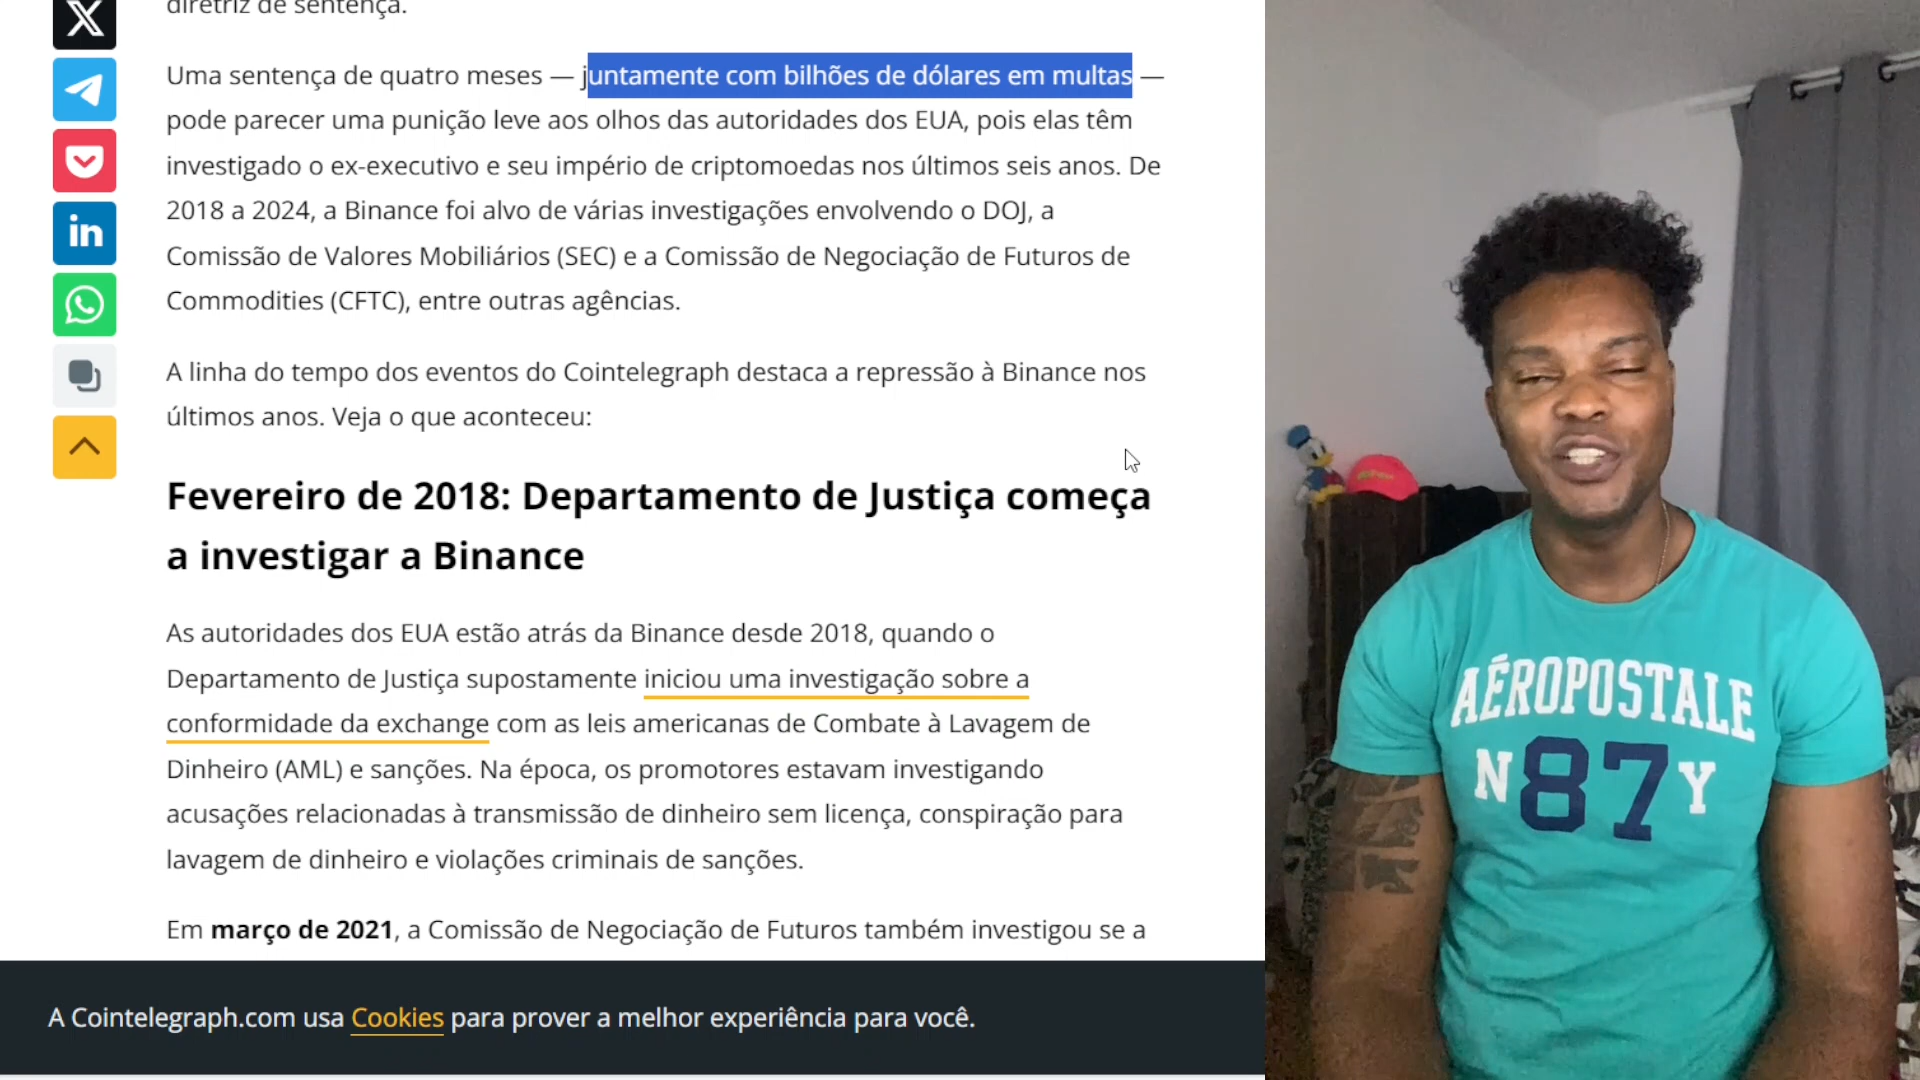 diretriz de sentença.
Uma sentença de quatro meses — juntamente com bilhões de dólares em multas —
pode parecer uma punição leve aos olhos das autoridades dos EUA, pois elas têm
investigado o ex-executivo e seu império de criptomoedas nos últimos seis anos. De
2018 a 2024, a Binance foi alvo de várias investigações envolvendo o DOJ, a
Comissão de Valores Mobiliários (SEC) e a Comissão de Negociação de Futuros de
Commodities (CFTC), entre outras agências.
A linha do tempo dos eventos do Cointelegraph destaca a repressão à Binance nos
últimos anos. Veja o que aconteceu:
Fevereiro de 2018: Departamento de Justiça começa
a investigar a Binance
As autoridades dos EUA estão atrás da Binance desde 2018, quando o
Departamento de Justiça supostamente iniciou uma investigação sobre a
conformidade da exchange com as leis americanas de Combate à Lavagem de
Dinheiro (AML) e sanções. Na época, os promotores estavam investigando
acusações relacionadas à transmissão de dinheiro sem licença, conspiração para
lavagem de dinheiro e violações criminais de sanções.
Em março de 2021, a Comissão de Negociação de Futuros também investigou se a
A Cointelegraph.com usa Cookies para prover a melhor experiência para você.
in
AÉROPOSTALE
N87Y